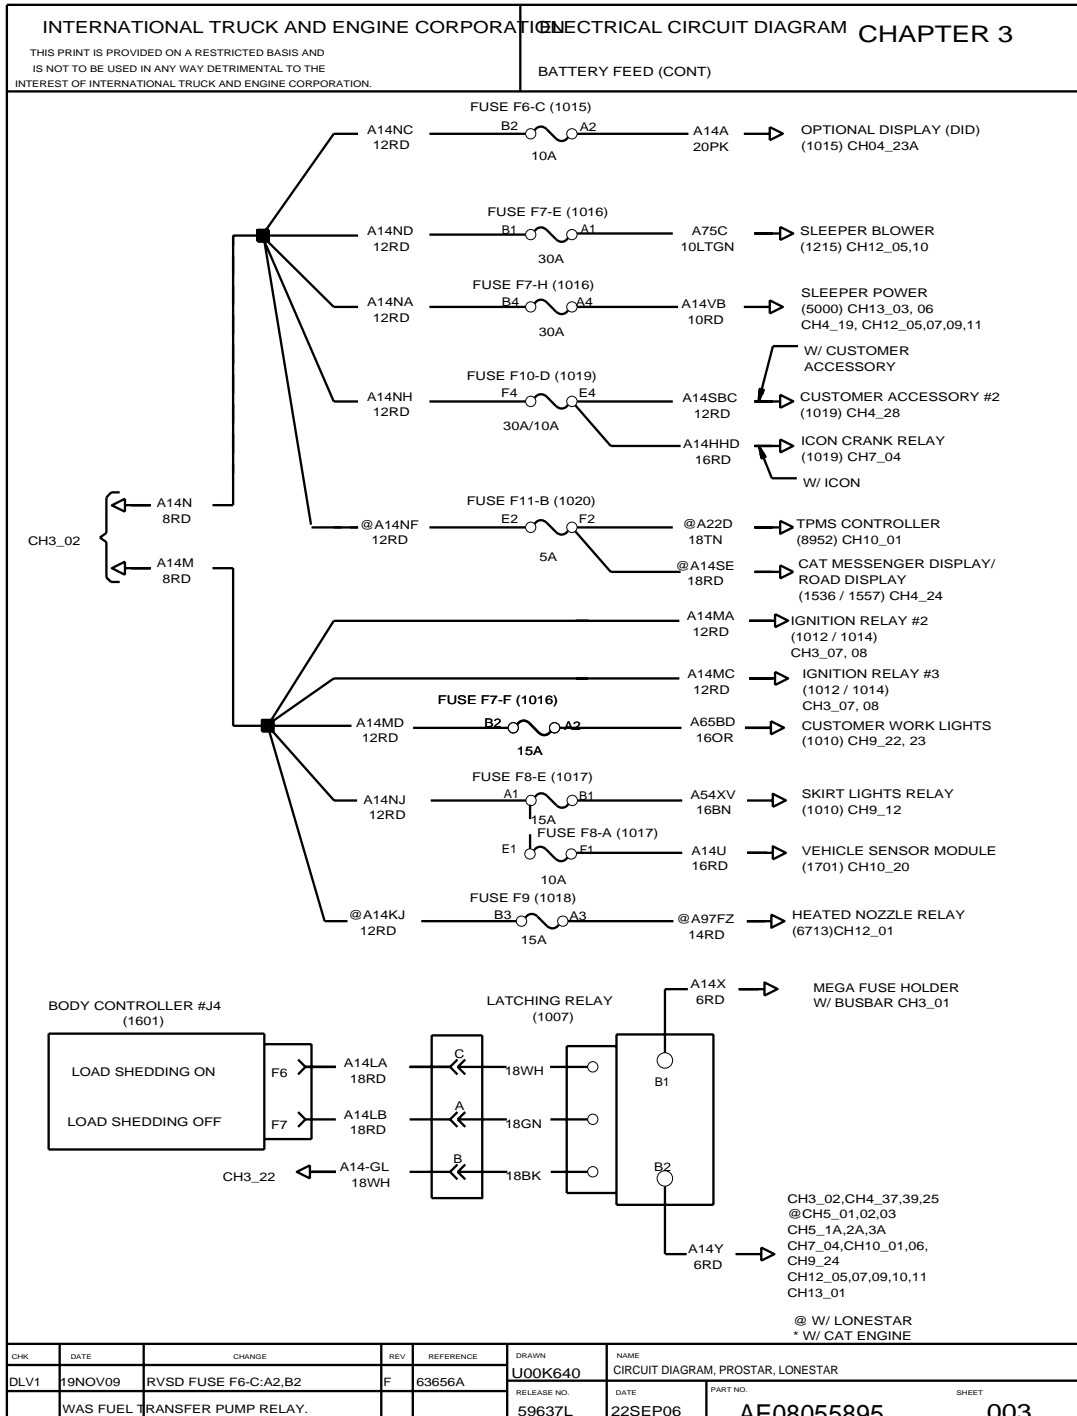 INTERNATIONAL TRUCK AND ENGINE CORPORATION
THIS PRINT IS PROVIDED ON A RESTRICTED BASIS AND
IS NOT TO BE USED IN ANY WAY DETRIMENTAL TO THE
INTEREST OF INTERNATIONAL TRUCK AND ENGINE CORPORATION.
ELECTRICAL CIRCUIT DIAGRAM CHAPTER 3
BATTERY FEED (CONT)
FUSE F6-C (1015)
A14NC
12RD
B2 A2
10A
A14A
20PK
OPTIONAL DISPLAY (DID)
(1015) CH04_23A
FUSE F7-E (1016)
A14ND
12RD
B1 A1
30A
A75C
10LTGN
SLEEPER BLOWER
(1215) CH12_05,10
FUSE F7-H (1016)
A14NA
12RD
B4 A4
30A
A14VB
10RD
SLEEPER POWER
(5000) CH13_03, 06
CH4_19, CH12_05,07,09,11
W/ CUSTOMER
ACCESSORY
FUSE F10-D (1019)
A14NH
12RD
F4 E4
30A/10A
A14SBC
12RD
CUSTOMER ACCESSORY #2
(1019) CH4_28
A14HHD
16RD
ICON CRANK RELAY
(1019) CH7_04
W/ ICON
CH3_02
A14N
8RD
A14M
8RD
FUSE F11-B (1020)
@A14NF
12RD
E2 F2
5A
@A22D
18TN
TPMS CONTROLLER
(8952) CH10_01
@A14SE
18RD
CAT MESSENGER DISPLAY/
ROAD DISPLAY
(1536 / 1557) CH4_24
A14MA
12RD
IGNITION RELAY #2
(1012 / 1014)
CH3_07, 08
A14MC
12RD
IGNITION RELAY #3
(1012 / 1014)
CH3_07, 08
FUSE F7-F (1016)
A14MD
12RD
B2 A2
15A
A65BD
16OR
CUSTOMER WORK LIGHTS
(1010) CH9_22, 23
FUSE F8-E (1017)
A14NJ
12RD
A1 B1
15A
A54XV
16BN
SKIRT LIGHTS RELAY
(1010) CH9_12
FUSE F8-A (1017)
E1 F1
10A
A14U
16RD
VEHICLE SENSOR MODULE
(1701) CH10_20
FUSE F9 (1018)
@A14KJ
12RD
B3 A3
15A
@A97FZ
14RD
HEATED NOZZLE RELAY
(6713)CH12_01
BODY CONTROLLER #J4
(1601)
LOAD SHEDDING ON
LOAD SHEDDING OFF
F6
F7
A14LA
18RD
A14LB
18RD
CH3_22
A14-GL
18WH
C
A
B
18WH
18GN
18BK
LATCHING RELAY
(1007)
B1
B2
A14X
6RD
MEGA FUSE HOLDER
W/ BUSBAR CH3_01
A14Y
6RD
CH3_02,CH4_37,39,25
@CH5_01,02,03
CH5_1A,2A,3A
CH7_04,CH10_01,06,
CH9_24
CH12_05,07,09,10,11
CH13_01
@ W/ LONESTAR
* W/ CAT ENGINE
CHK DATE CHANGE REV REFERENCE
DLV1 19NOV09 RVSD FUSE F6-C:A2,B2 F 63656A
WAS FUEL TRANSFER PUMP RELAY.
DRAWN
U00K640
NAME
CIRCUIT DIAGRAM, PROSTAR, LONESTAR
RELEASE NO.
59637L
DATE
22SEP06
PART NO.
AE08055895
SHEET
003